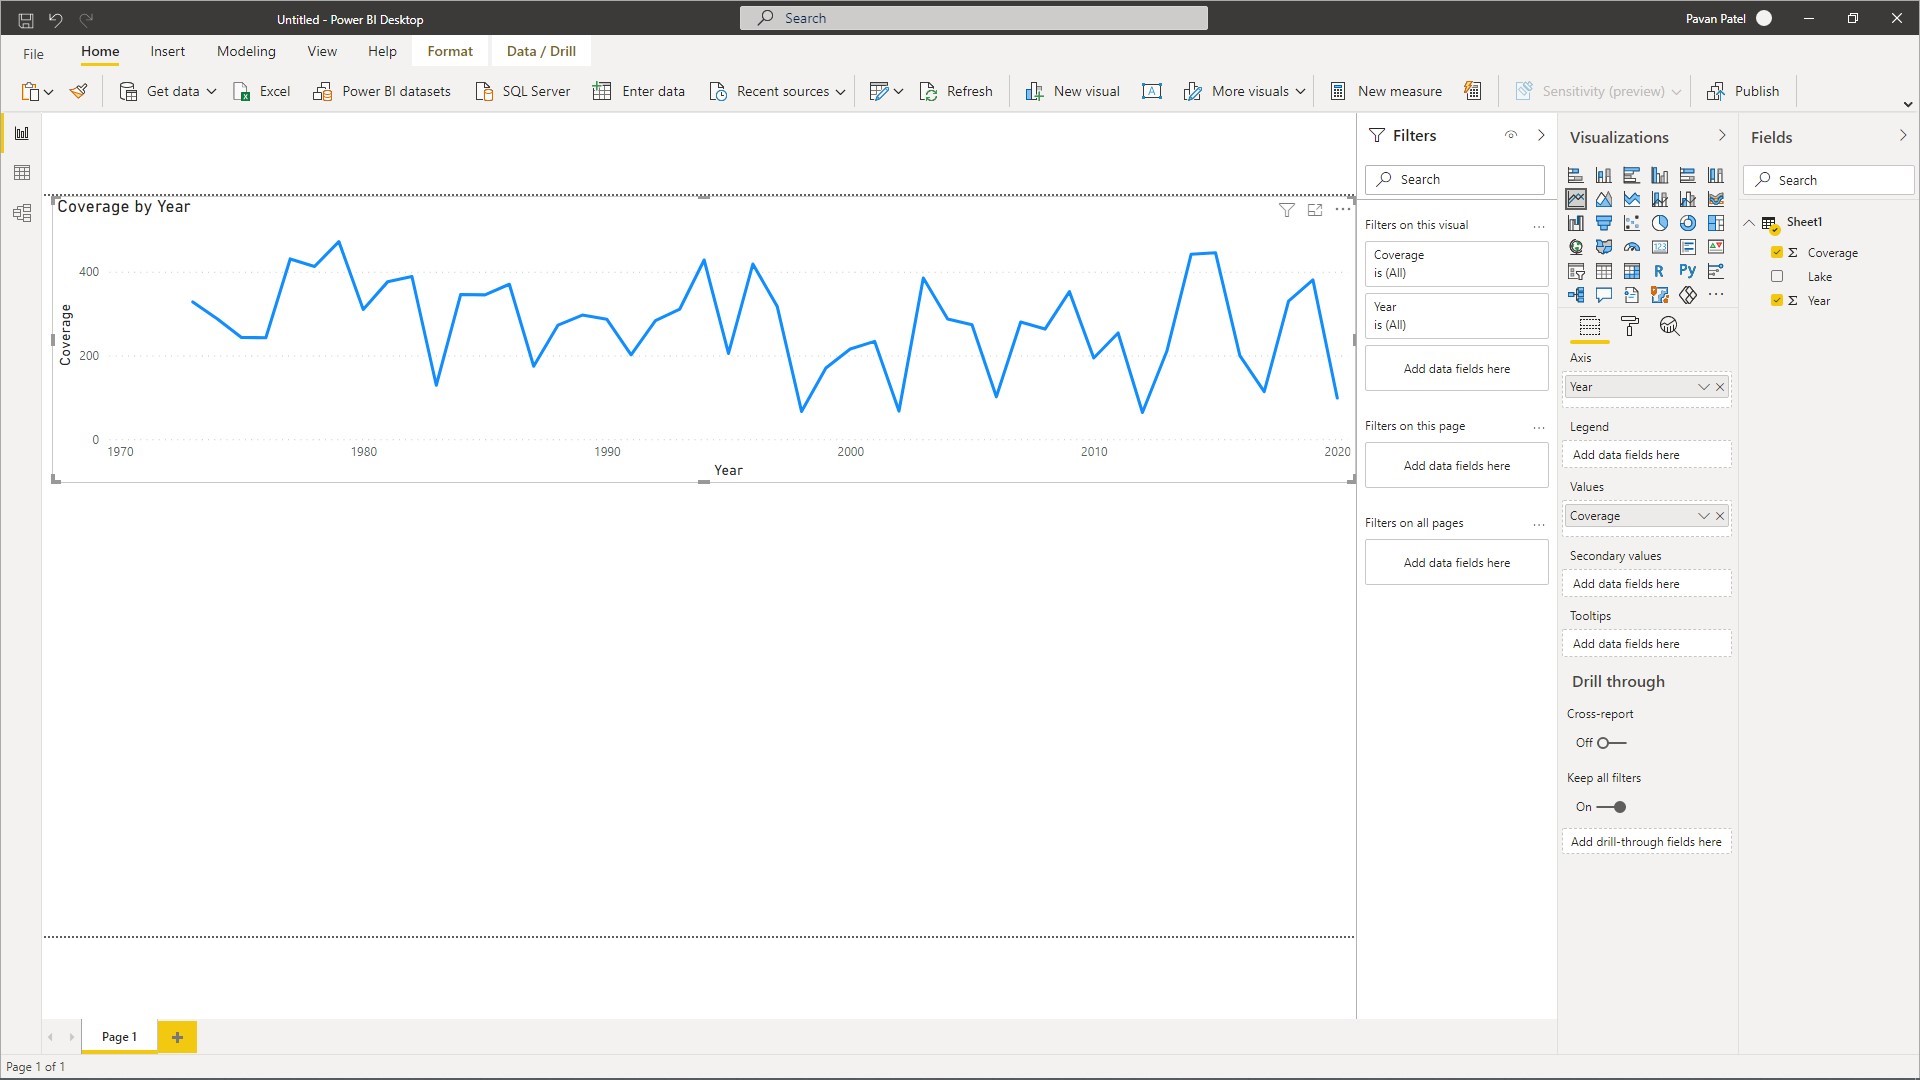 Untitled - Power BI Desktop
Search
Pavan Patel
File
Home
Insert
Modeling
View
Help
Format
Data / Drill
Get data
Excel
Power BI datasets
SQL Server
Enter data
Recent sources
Refresh
New visual
More visuals
New measure
Sensitivity (preview)
Publish
Coverage by Year
Coverage
400
200
0
1970
1980
1990
2000
2010
2020
Year
Filters
Search
Filters on this visual
Coverage
is (All)
Year
is (All)
Add data fields here
Filters on this page
Add data fields here
Filters on all pages
Add data fields here
Visualizations
R
Py
123
Axis
Year
Legend
Add data fields here
Values
Coverage
Secondary values
Add data fields here
Tooltips
Add data fields here
Drill through
Cross-report
Off
Keep all filters
On
Add drill-through fields here
Fields
Search
Sheet1
Σ Coverage
Lake
Σ Year
Page 1
Page 1 of 1